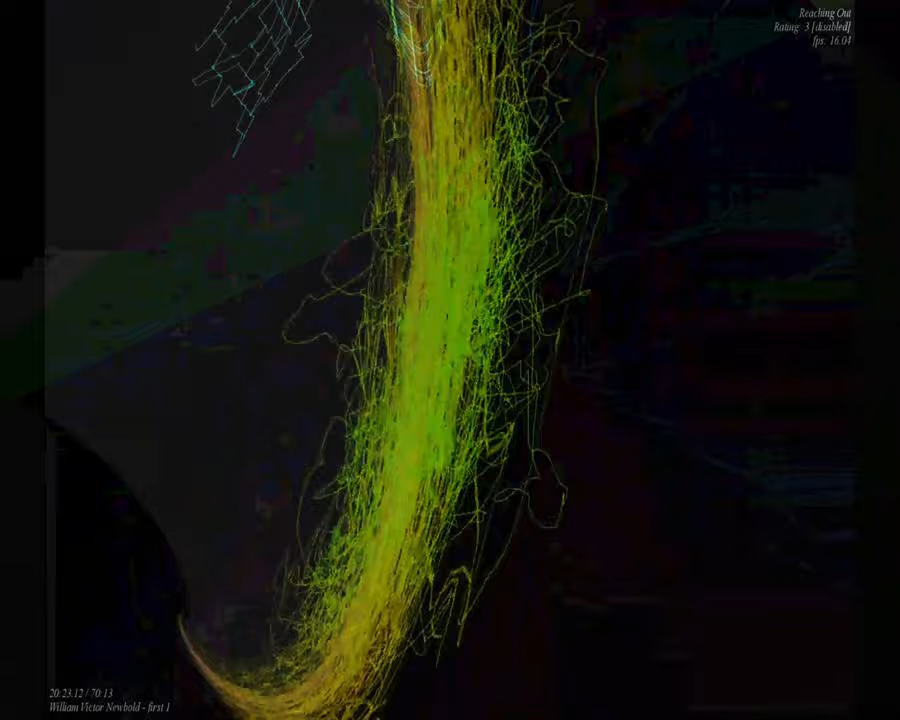 Reaching Out
Rating: 3 [disabled]
fps: 16.04
20:23.12 / 70:13
William Victor Newbold - first 1